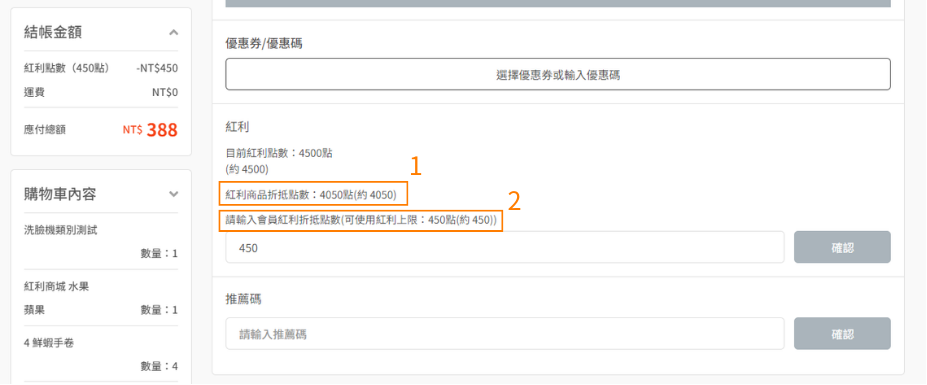 結帳金額
紅利點數（450點） -NT$450
運費 NT$0
應付總額 NT$ 388
購物車內容
洗臉機類別測試
數量：1
紅利商城 水果
蘋果 數量：1
4 鮮蝦手卷
數量：4
優惠券/優惠碼
選擇優惠券或輸入優惠碼
紅利
目前紅利點數：4500點
(約 4500)
1
紅利商品折抵點數：4050點(約 4050)
2
請輸入會員紅利折抵點數(可使用紅利上限：450點(約 450))
450 確認
推薦碼
請輸入推薦碼 確認